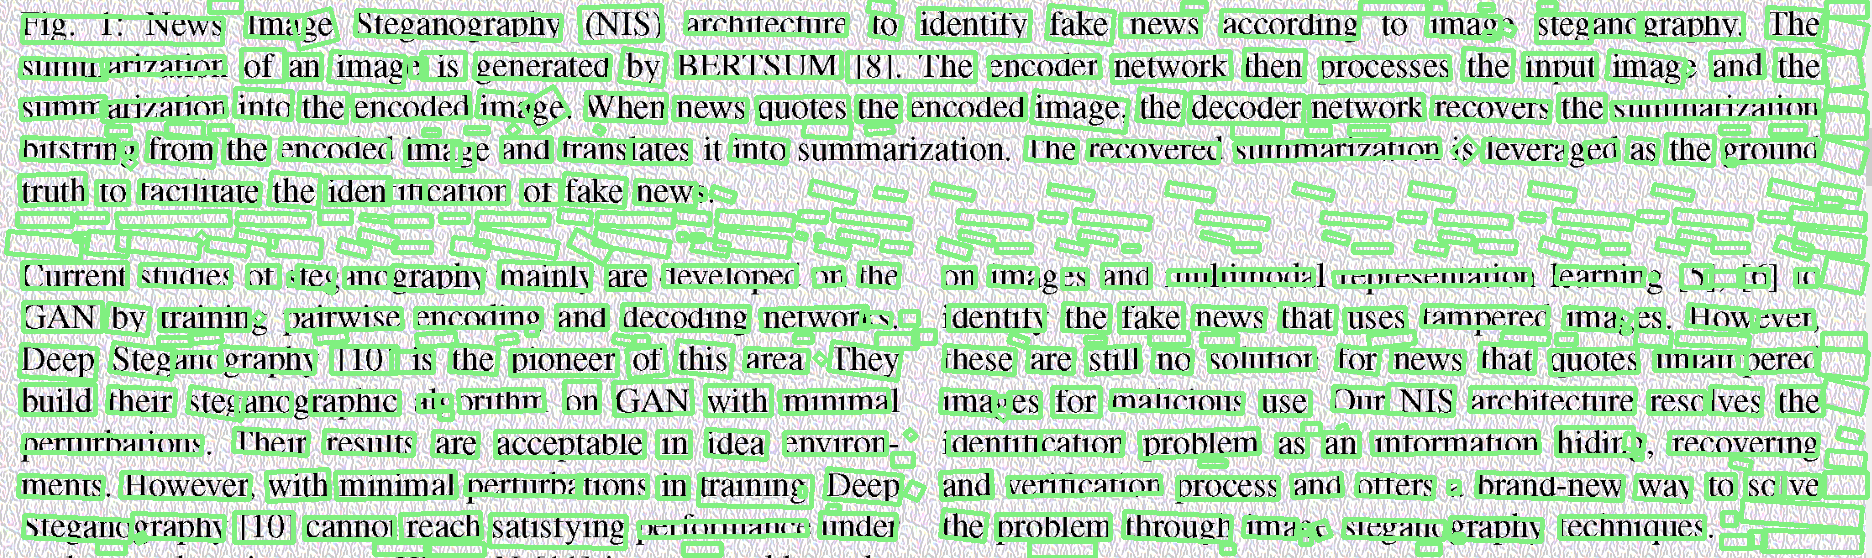 Fig. 1: News Image Steganography (NIS) architecture to identify fake news according to image steganography. The
summarization of an image is generated by BERTSUM [8]. The encoder network then processes the input image and the
summarization into the encoded image. When news quotes the encoded image, the decoder network recovers the summarization
bitstring from the encoded image and translates it into summarization. The recovered summarization is leveraged as the ground
truth to facilitate the identification of fake news.
Current studies of steganography mainly are developed on the
GAN by training pairwise encoding and decoding networks.
Deep Steganography [10] is the pioneer of this area. They
build their steganographic algorithm on GAN with minimal
perturbations. Their results are acceptable in idea environ-
ments. However, with minimal perturbations in training, Deep
Steganography [10] cannot reach satisfying performance under
on images and multimodal representation learning [5], [6] to
identify the fake news that uses tampered images. However,
these are still no solution for news that quotes untampered
images for malicious use. Our NIS architecture resolves the
identification problem as an information hiding, recovering
and verification process and offers a brand-new way to solve
the problem through image steganography techniques.